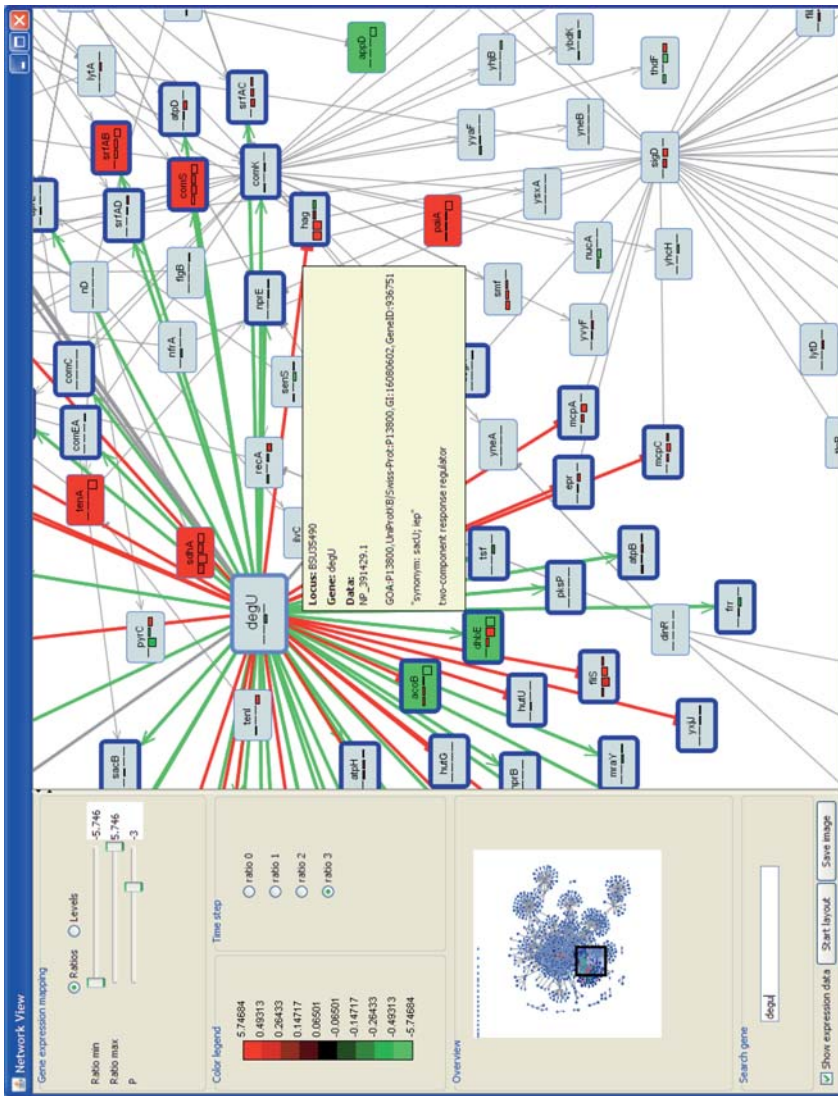 Network View
Gene expression mapping
Ratios
Levels
Ratio min
-5.746
Ratio max
5.746
P
-3
Color legend
5.74684
0.49313
0.26433
0.14717
0.06501
-0.06501
-0.14717
-0.26433
-0.49313
-5.74684
Time step
ratio 0
ratio 1
ratio 2
ratio 3
Overview
Search gene
degu
Show expression data
Start layout
Save image
sacB
pyrC
tenI
atpH
hutG
acoB
hutU
mraY
yxjJ
fliS
dhbE
degU
sdhA
tenA
comEA
comC
rtD
nfrA
flgB
srfAD
srfAB
lytA
atpD
comS
srfAC
comK
hag
nprE
senS
recA
ilvC
Locus: BSU35490
Gene: degU
Data:
NP_391429.1
GOA:P13800,UniProtKB/Swiss-Prot:P13800,GI:16080602,GeneID:936751
"synonym: sacU; iep"
two-component response regulator
appD
paiA
smf
yvyF
yneA
tsf
epr
mcpA
mcpC
pksP
atpB
frr
dinR
lytD
yhcH
nucA
ysxA
yyaF
yneB
yhjB
ybdK
thdF
sigD